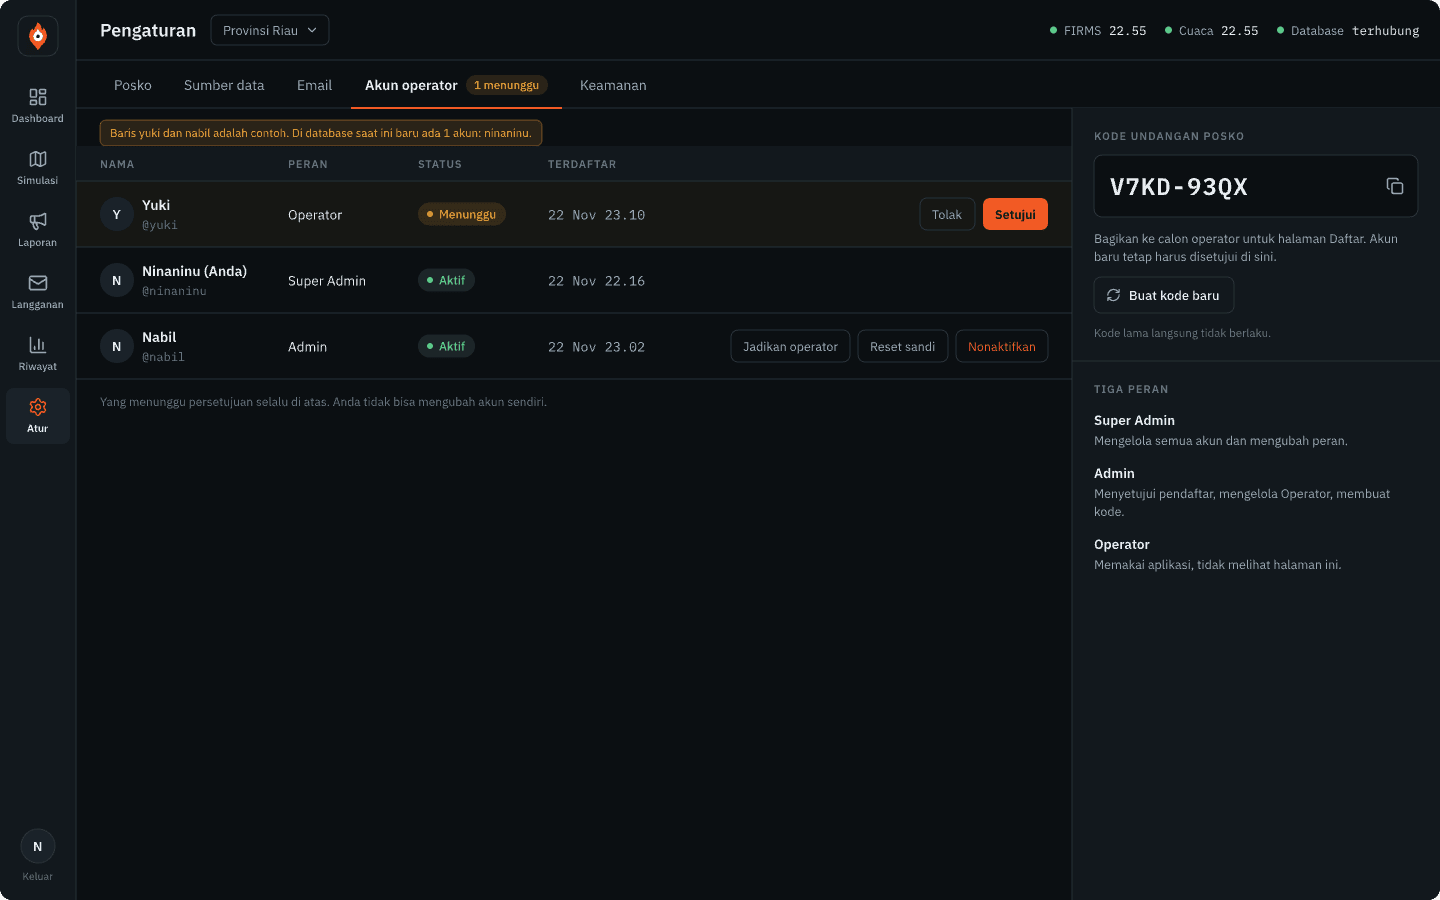 Pengaturan
Provinsi Riau
FIRMS 22.55
Cuaca 22.55
Database terhubung
Dashboard
Simulasi
Laporan
Langganan
Riwayat
Atur
N
Keluar
Posko
Sumber data
Email
Akun operator
1 menunggu
Keamanan
Baris yuki dan nabil adalah contoh. Di database saat ini baru ada 1 akun: ninaninu.
NAMA PERAN STATUS TERDAFTAR
Y
Yuki
@yuki
Operator
Menunggu
22 Nov 23.10
Tolak
Setujui
N
Ninaninu (Anda)
@ninaninu
Super Admin
Aktif
22 Nov 22.16
N
Nabil
@nabil
Admin
Aktif
22 Nov 23.02
Jadikan operator
Reset sandi
Nonaktifkan
Yang menunggu persetujuan selalu di atas. Anda tidak bisa mengubah akun sendiri.
KODE UNDANGAN POSKO
V7KD-93QX
Bagikan ke calon operator untuk halaman Daftar. Akun
baru tetap harus disetujui di sini.
Buat kode baru
Kode lama langsung tidak berlaku.
TIGA PERAN
Super Admin
Mengelola semua akun dan mengubah peran.
Admin
Menyetujui pendaftar, mengelola Operator, membuat
kode.
Operator
Memakai aplikasi, tidak melihat halaman ini.